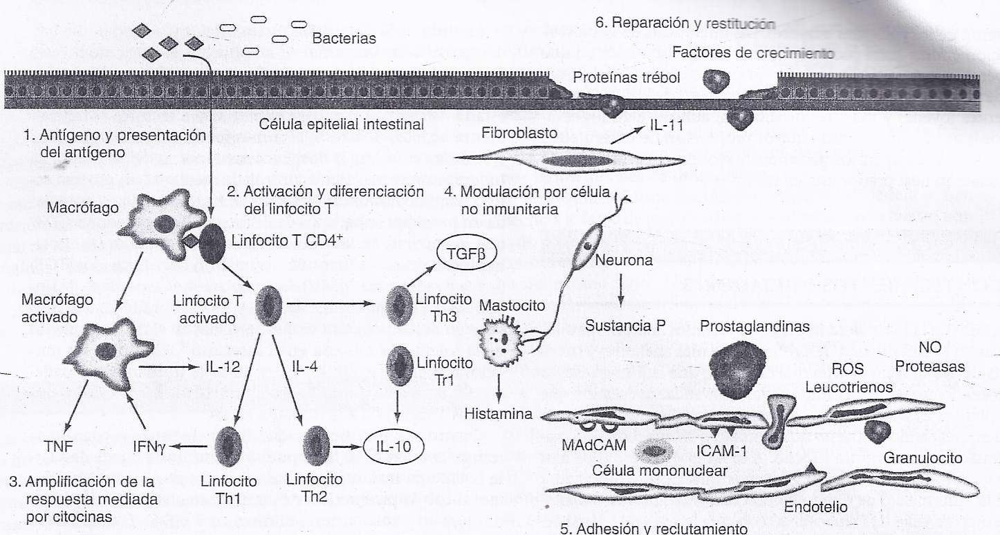 Bacterias
6. Reparación y restitución
Factores de crecimiento
Proteínas trébol
1. Antígeno y presentación
del antígeno
Célula epitelial intestinal
Fibroblasto
IL-11
Macrófago
2. Activación y diferenciación
del linfocito T
4. Modulación por célula
no inmunitaria
Linfocito T CD4⁺
TGFβ
Neurona
Macrófago
activado
Linfocito T
activado
Linfocito
Th3
Mastocito
Sustancia P
Prostaglandinas
NO
Proteasas
ROS
Leucotrienos
IL-12
IL-4
Linfocito
Tr1
Histamina
TNF
IFNγ
IL-10
MAdCAM
ICAM-1
Granulocito
Célula mononuclear
Linfocito
Th1
Linfocito
Th2
3. Amplificación de la
respuesta mediada
por citocinas
Endotelio
5. Adhesión y reclutamiento